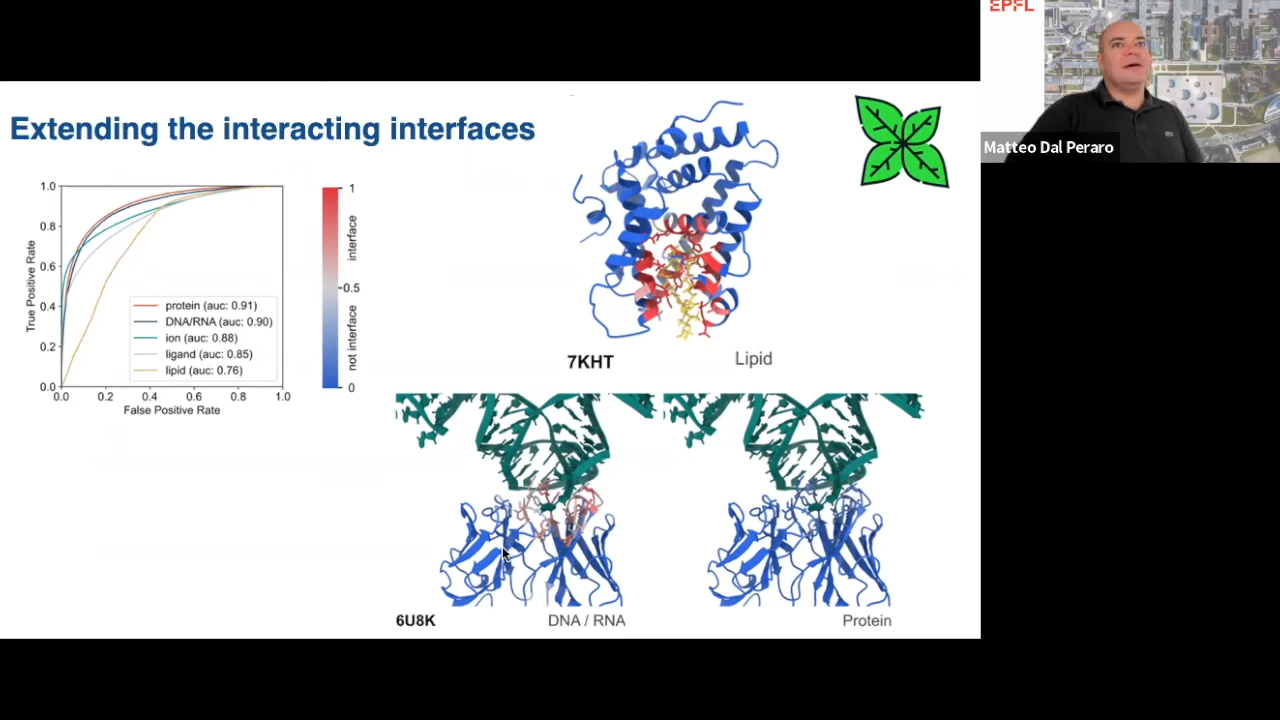 EPFL
Matteo Dal Peraro
Extending the interacting interfaces
1.0
0.8
0.6
0.4
0.2
0.0
True Positive Rate
protein (auc: 0.91)
DNA/RNA (auc: 0.90)
ion (auc: 0.88)
ligand (auc: 0.85)
lipid (auc: 0.76)
0.0 0.2 0.4 0.6 0.8 1.0
False Positive Rate
1
0.5
0
interface
not interface
7KHT
Lipid
6U8K
DNA / RNA
Protein